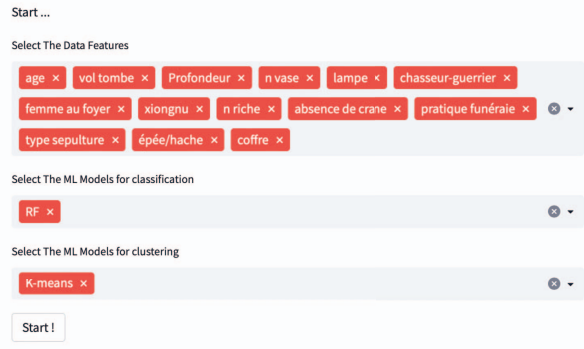 Start ...
Select The Data Features
age × vol tombe × Profondeur × n vase × lampe × chasseur-guerrier ×
femme au foyer × xiongnu × n riche × absence de crane × pratique funéraie ×
type sepulture × épée/hache × coffre ×
Select The ML Models for classification
RF ×
Select The ML Models for clustering
K-means ×
Start !